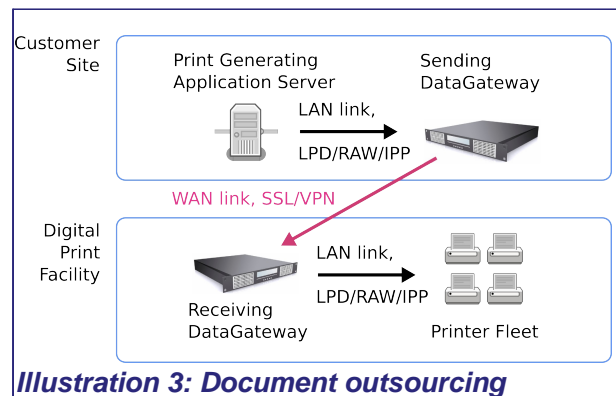 Customer
Site
Print Generating
Application Server
Sending
DataGateway
LAN link,
LPD/RAW/IPP
WAN link, SSL/VPN
Digital
Print
Facility
LAN link,
LPD/RAW/IPP
Receiving
DataGateway
Printer Fleet
Illustration 3: Document outsourcing